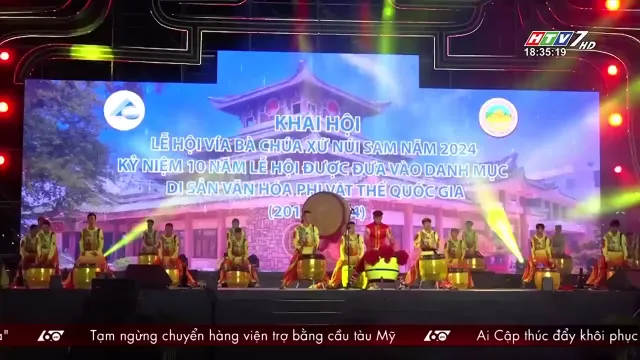 HTV7 HD
18:35:19
KHAI HỘI
LỄ HỘI VÍA BÀ CHÚA XỨ NÚI SAM NĂM 2024
KỶ NIỆM 10 NĂM LỄ HỘI ĐƯỢC ĐƯA VÀO DANH MỤC
DI SẢN VĂN HÓA PHI VẬT THỂ QUỐC GIA
a" 60 Tạm ngừng chuyển hàng viện trợ bằng cầu tàu Mỹ 60 Ai Cập thúc đẩy khôi phục